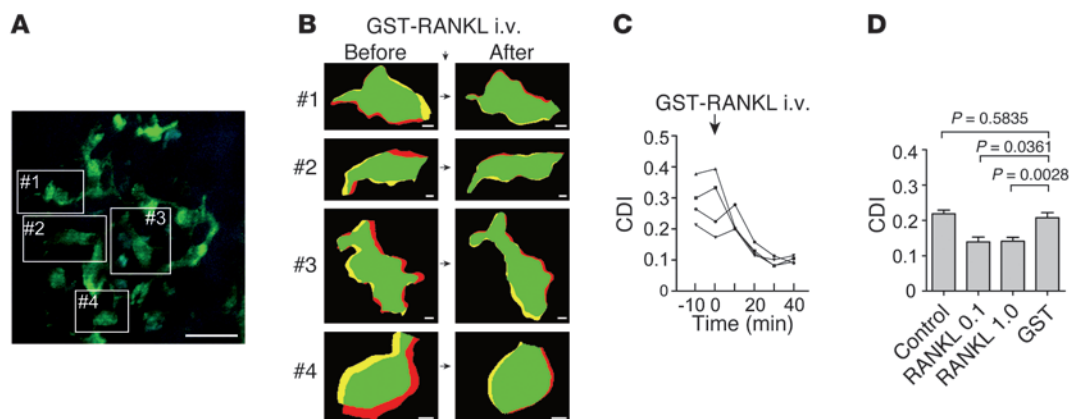 A
#1
#2
#3
#4
B
GST-RANKL i.v.
Before
After
#1
#2
#3
#4
C
GST-RANKL i.v.
CDI
0.5
0.4
0.3
0.2
0.1
0
-10 0 20 40
Time (min)
D
P = 0.5835
P = 0.0361
P = 0.0028
CDI
0.4
0.3
0.2
0.1
0
Control
RANKL 0.1
RANKL 1.0
GST